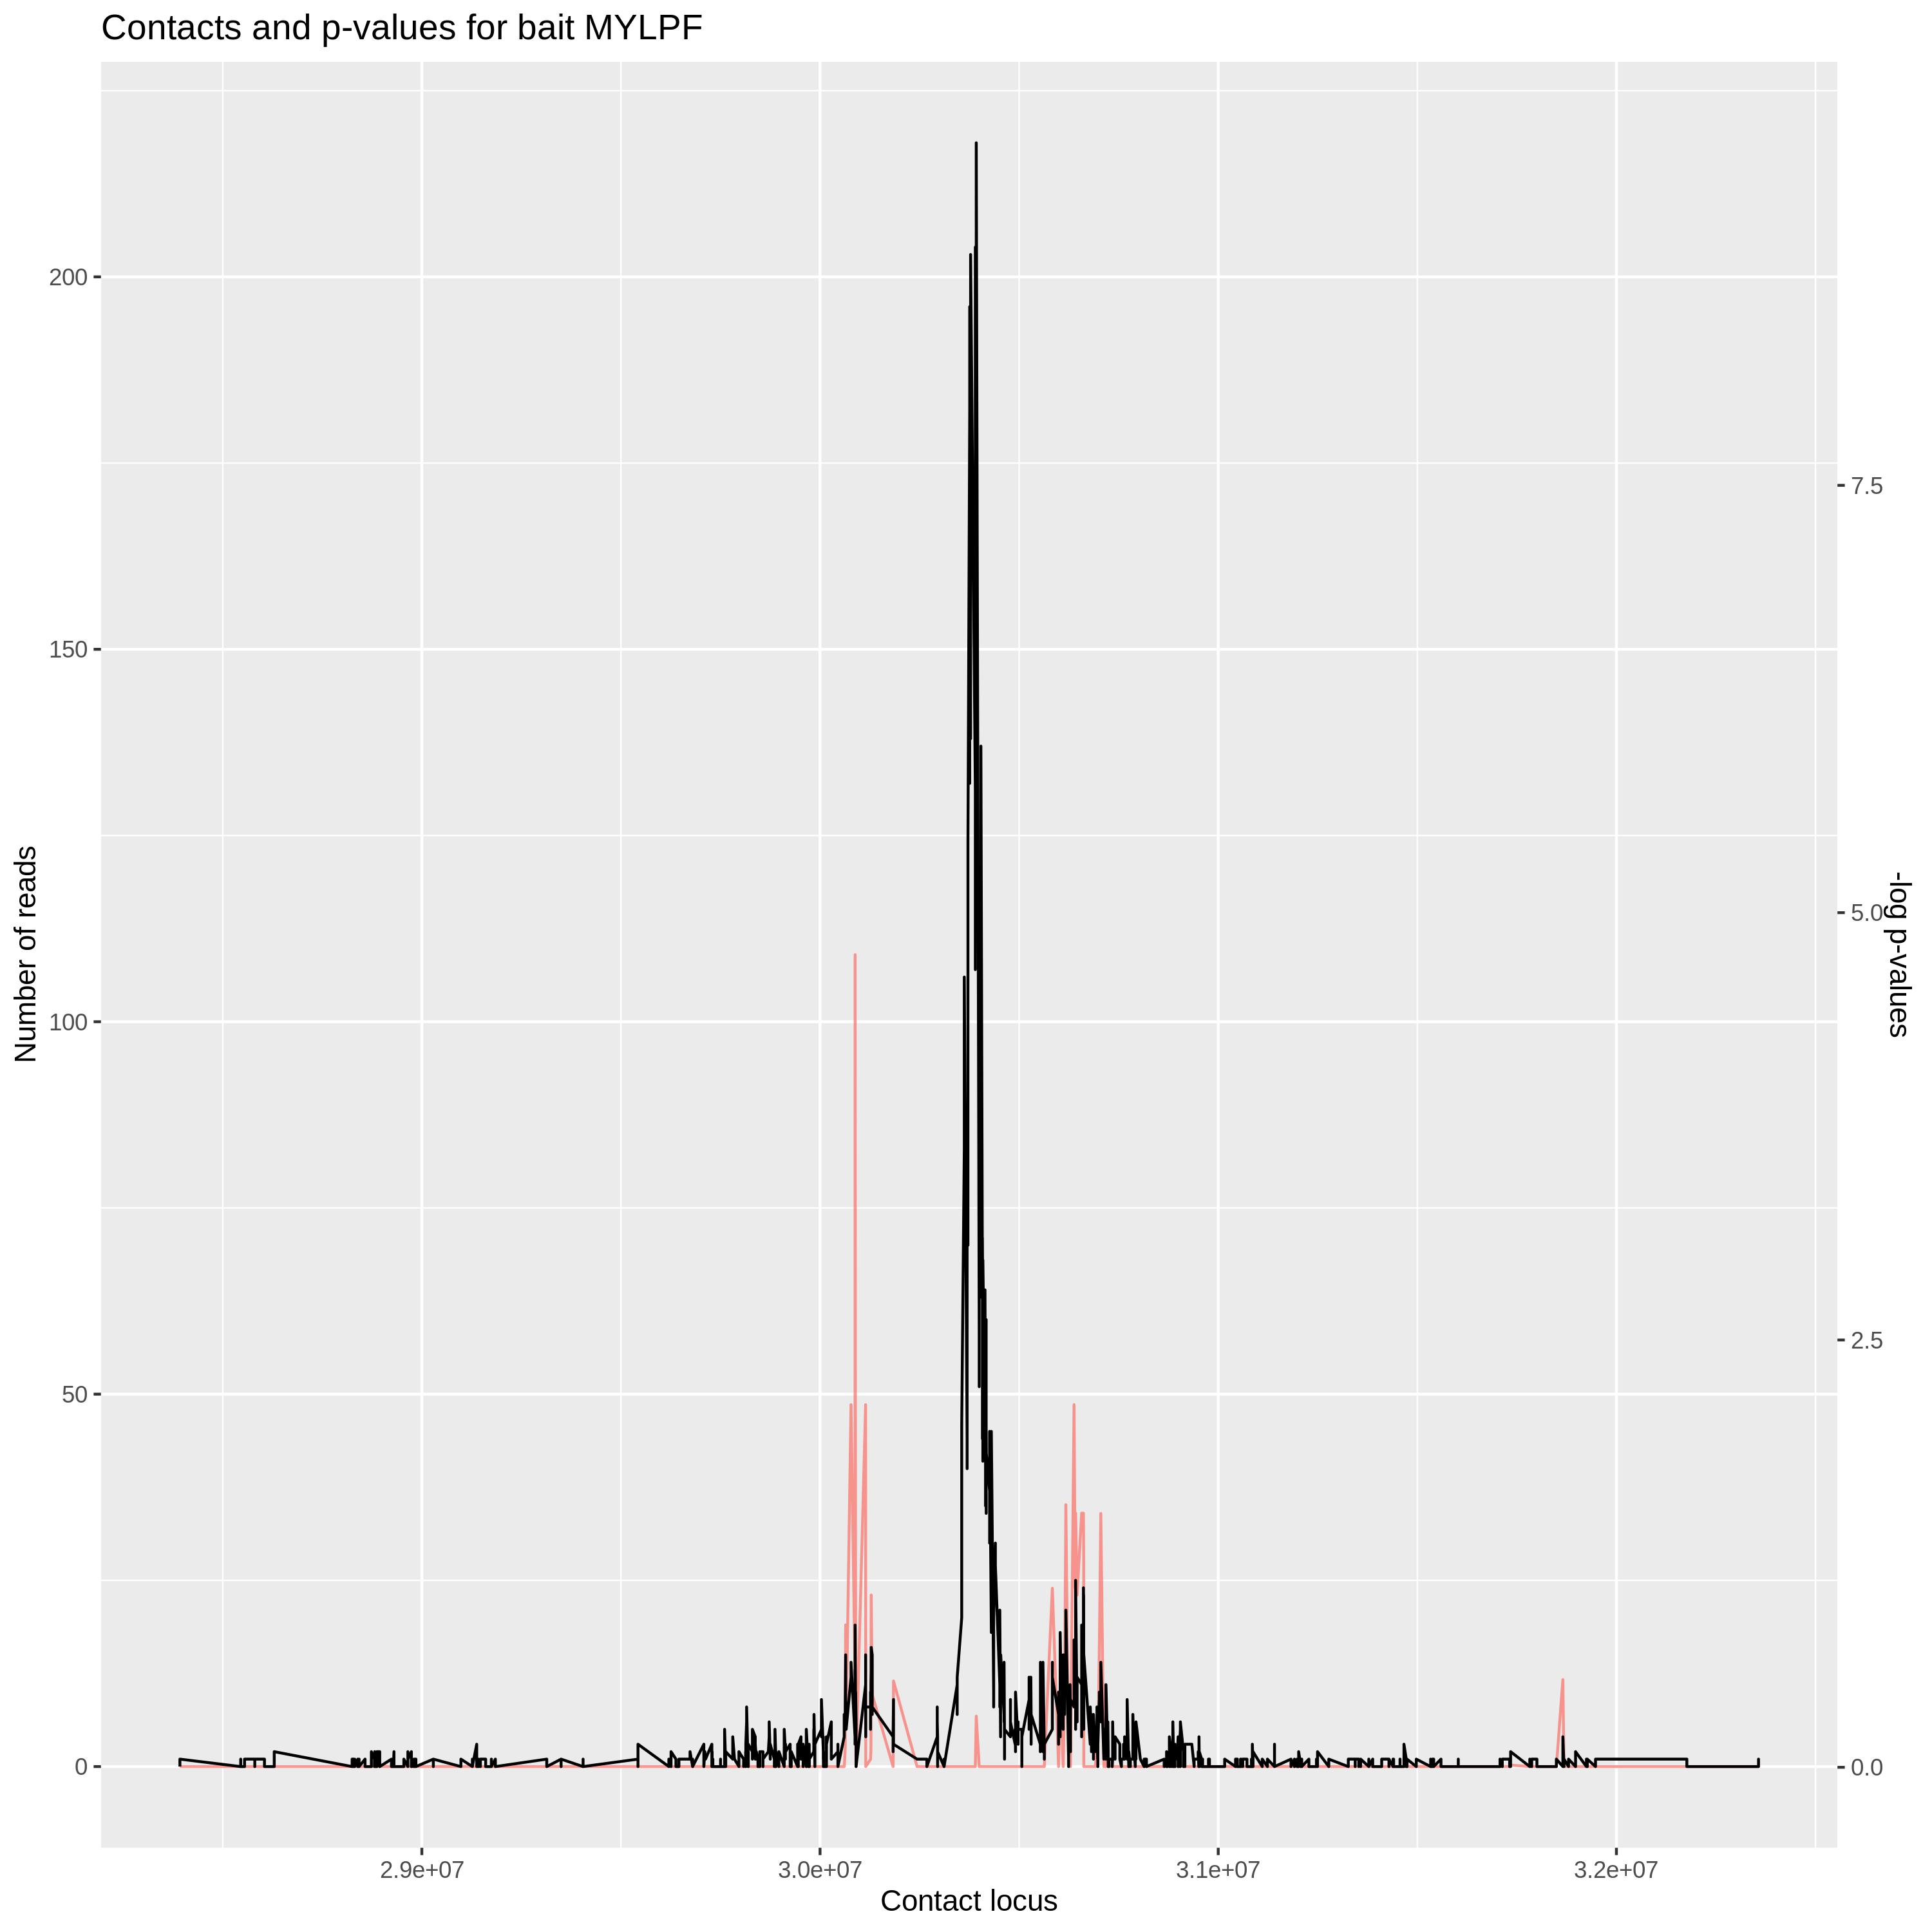 Contacts and p-values for bait MYLPF
200
150
100
50
0
Number of reads
7.5
5.0
2.5
0.0
-log p-values
2.9e+07
3.0e+07
3.1e+07
3.2e+07
Contact locus